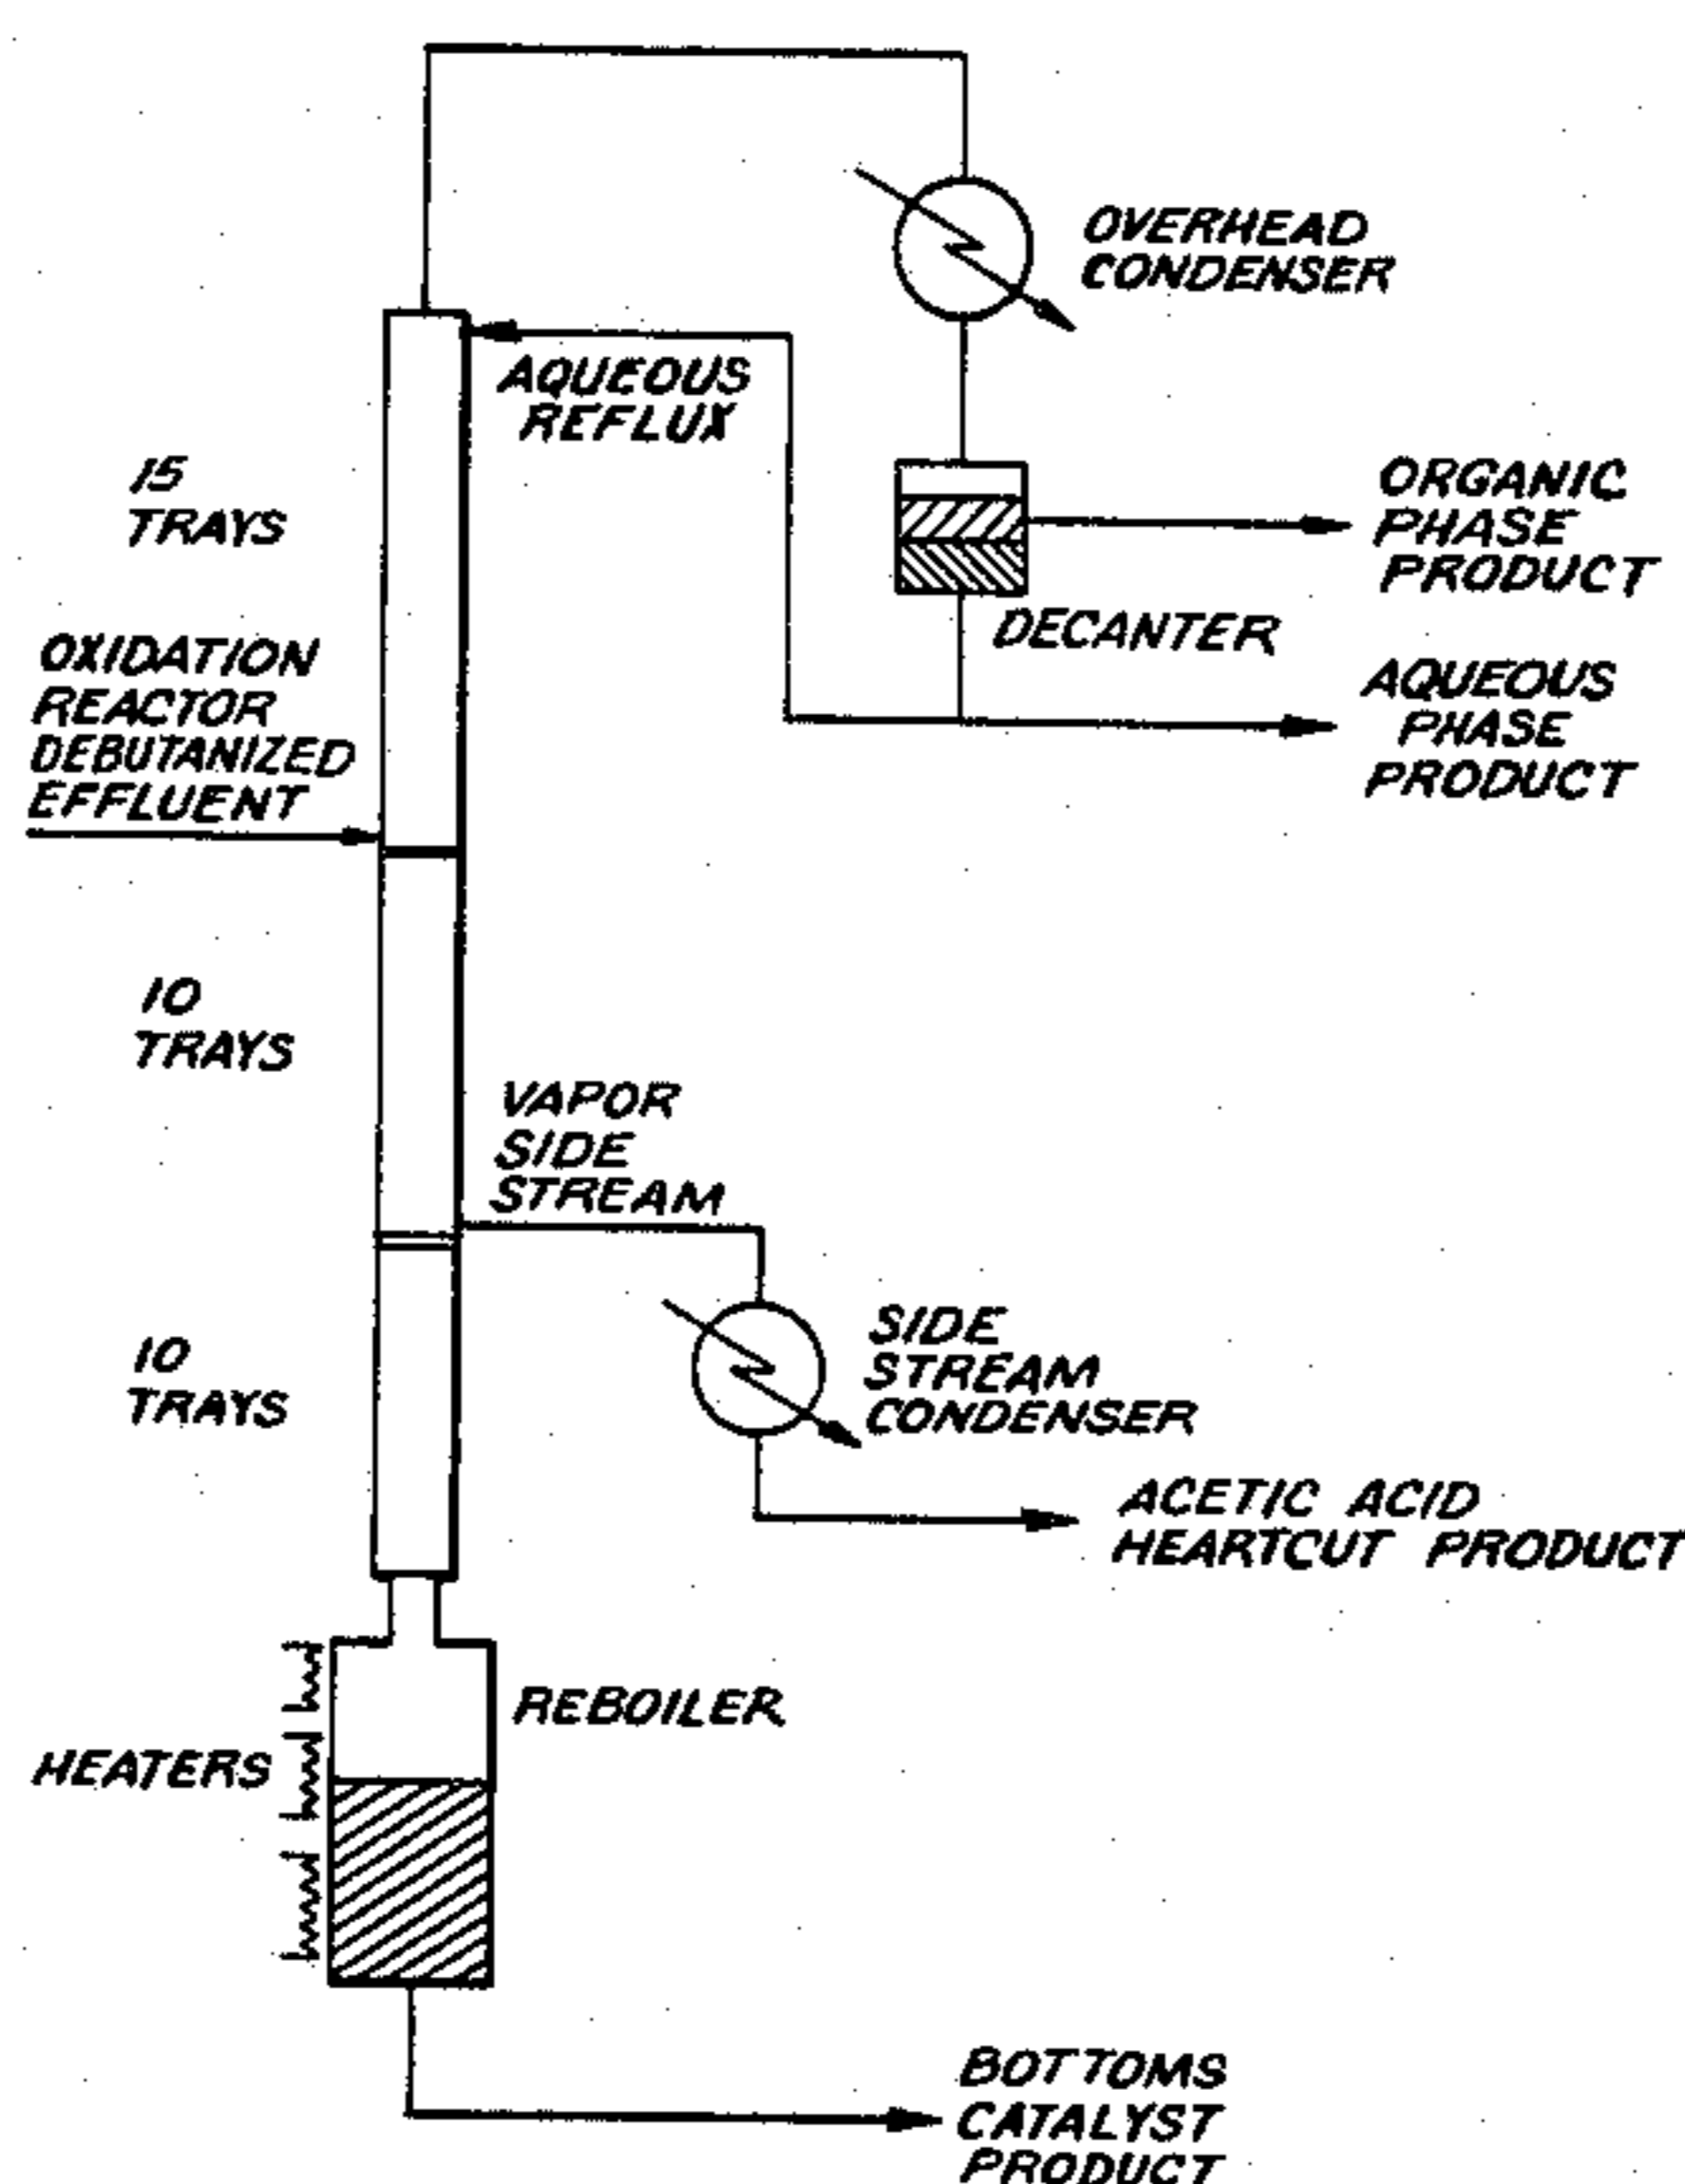 OVERHEAD
CONDENSER
AQUEOUS
REFLUX
15
TRAYS
ORGANIC
PHASE
PRODUCT
DECANTER
OXIDATION
REACTOR
DEBUTANIZED
EFFLUENT
AQUEOUS
PHASE
PRODUCT
10
TRAYS
VAPOR
SIDE
STREAM
10
TRAYS
SIDE
STREAM
CONDENSER
ACETIC ACID
HEARTCUT PRODUCT
REBOILER
HEATERS
BOTTOMS
CATALYST
PRODUCT